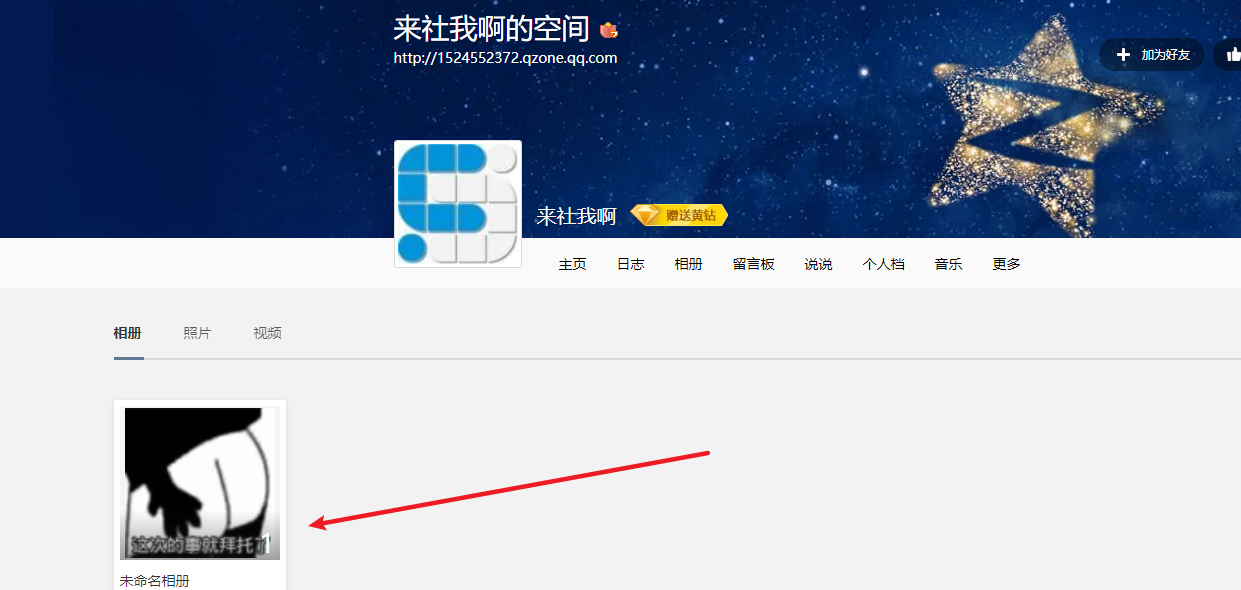 来社我啊的空间
http://1524552372.qzone.qq.com
加为好友
来社我啊
赠送黄钻
主页 日志 相册 留言板 说说 个人档 音乐 更多
相册 照片 视频
这次的事就拜托了
1
未命名相册